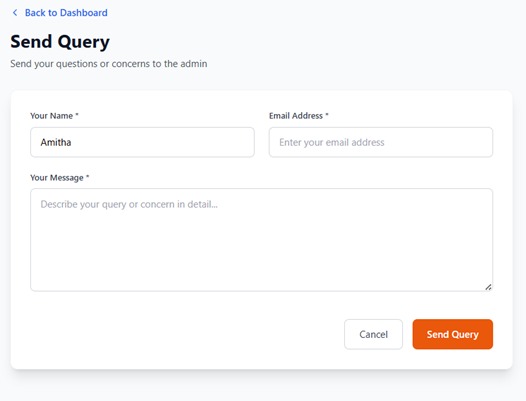 Back to Dashboard
Send Query
Send your questions or concerns to the admin
Your Name * Email Address *
Amitha Enter your email address
Your Message *
Describe your query or concern in detail...
Cancel Send Query